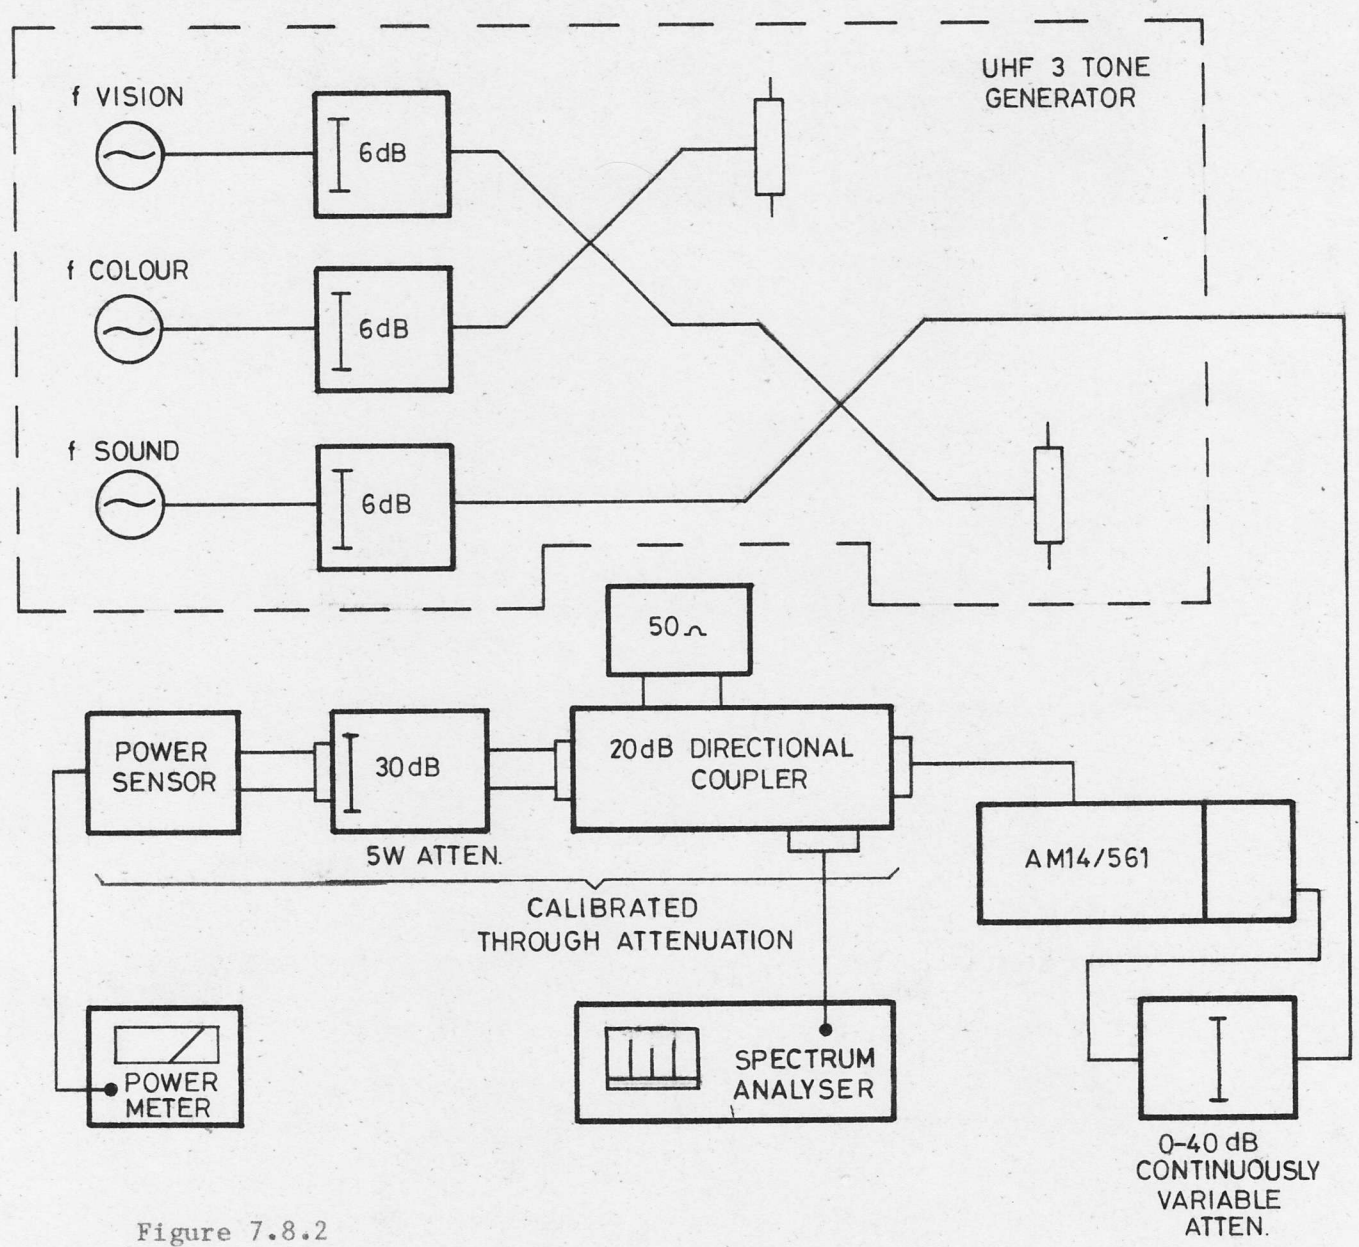 UHF 3 TONE
GENERATOR
f VISION
6dB
f COLOUR
6dB
f SOUND
6dB
50Ω
POWER
SENSOR
30dB
5W ATTEN.
20dB DIRECTIONAL
COUPLER
AM14/561
CALIBRATED
THROUGH ATTENUATION
POWER
METER
SPECTRUM
ANALYSER
0-40 dB
CONTINUOUSLY
VARIABLE
ATTEN.
Figure 7.8.2